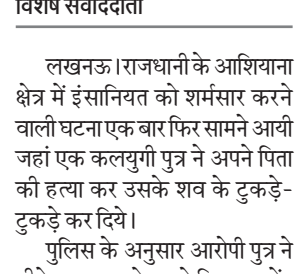 विशेष संवाददाता
लखनऊ।राजधानी के आशियाना
क्षेत्र में इंसानियत को शर्मसार करने
वाली घटना एक बार फिर सामने आयी
जहां एक कलयुगी पुत्र ने अपने पिता
की हत्या कर उसके शव के टुकड़े-
टुकड़े कर दिये।
पुलिस के अनुसार आरोपी पुत्र ने